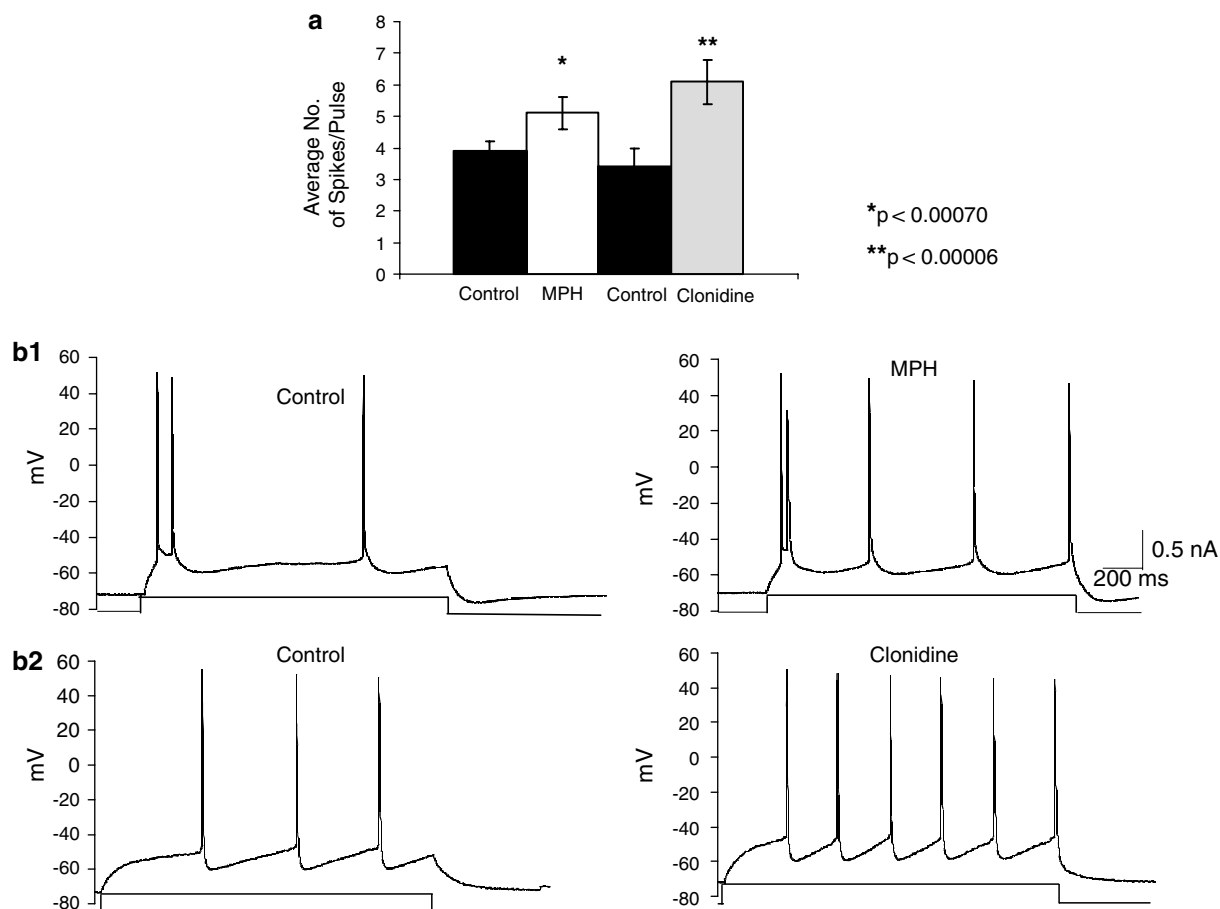 a
8
7
6
5
4
3
2
1
0
Average No.
of Spikes/Pulse
*
**
Control MPH Control Clonidine
*p < 0.00070
**p < 0.00006
b1
60
40
20
0
-20
-40
-60
-80
mV
Control
60
40
20
0
-20
-40
-60
-80
mV
MPH
0.5 nA
200 ms
b2
60
40
20
0
-20
-40
-60
-80
mV
Control
60
40
20
0
-20
-40
-60
-80
mV
Clonidine